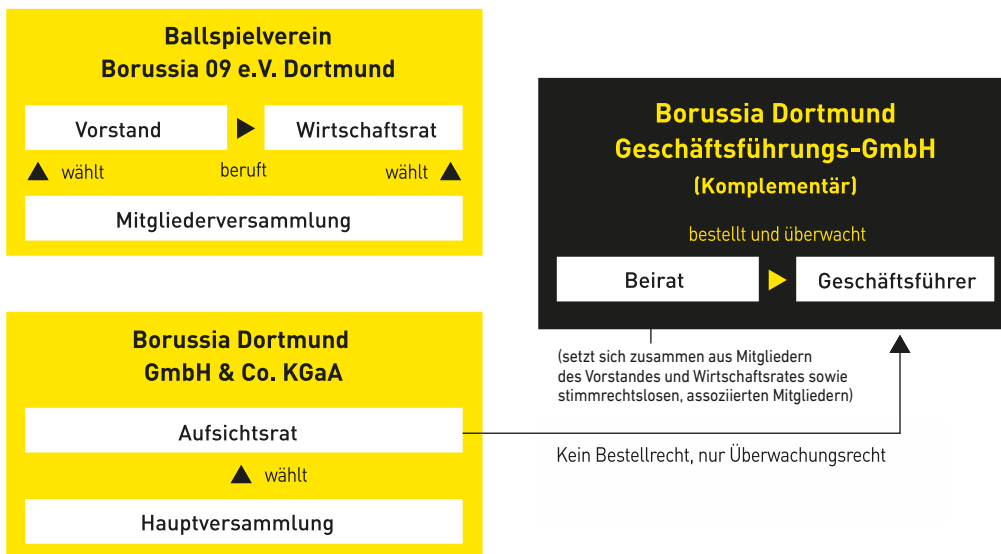 Ballspielverein
Borussia 09 e.V. Dortmund
Vorstand
Wirtschaftsrat
wählt
beruft
wählt
Mitgliederversammlung
Borussia Dortmund
Geschäftsführungs-GmbH
(Komplementär)
bestellt und überwacht
Beirat
Geschäftsführer
(setzt sich zusammen aus Mitgliedern
des Vorstandes und Wirtschaftsrates sowie
stimmrechtslosen, assoziierten Mitgliedern)
Borussia Dortmund
GmbH & Co. KGaA
Aufsichtsrat
Kein Bestellrecht, nur Überwachungsrecht
wählt
Hauptversammlung